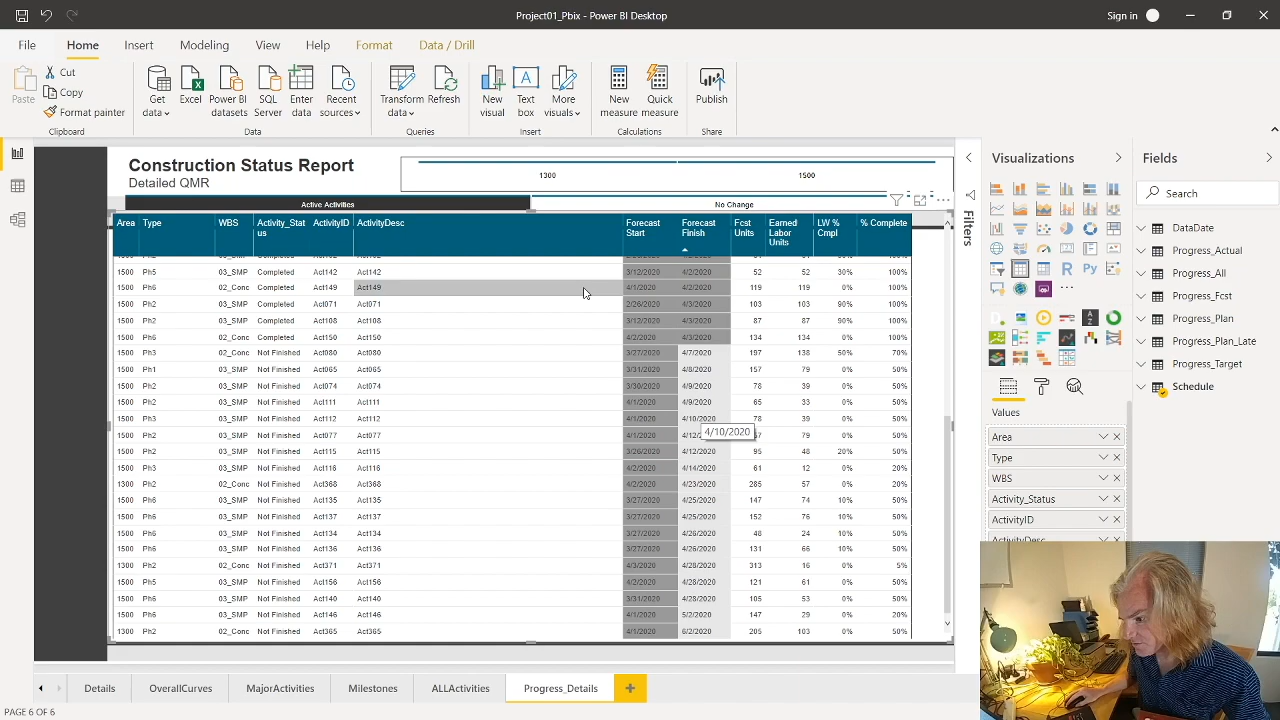 Project01_Pbix - Power BI Desktop
Sign in
File Home Insert Modeling View Help Format Data / Drill
Paste
Cut
Copy
Format painter
Get data
Excel
Power BI datasets
SQL Server
Enter data
Recent sources
Transform data
Refresh
New visual
Text box
More visuals
New measure
Quick measure
Publish
Clipboard Data Queries Insert Calculations Share
Construction Status Report
Detailed QMR
1300 1500
Active Activities No Change
Area Type WBS Activity_Status ActivityID ActivityDesc Forecast Start Forecast Finish Fcst Units Earned Labor Units LW % Cmpl % Complete
1500 Ph5 03_SMP Completed Act142 Act142 3/12/2020 4/2/2020 52 52 30% 100%
1500 Ph6 02_Conc Completed Act149 Act149 4/1/2020 4/2/2020 119 119 0% 100%
1500 Ph2 03_SMP Completed Act071 Act071 2/26/2020 4/3/2020 103 103 90% 100%
1500 Ph2 03_SMP Completed Act108 Act108 3/12/2020 4/3/2020 87 87 90% 100%
1500 Ph6 02_Conc Completed Act150 Act150 4/2/2020 4/3/2020 134 134 0% 100%
1500 Ph3 02_Conc Not Finished Act080 Act080 3/27/2020 4/7/2020 197 138 50% 70%
1500 Ph1 03_SMP Not Finished Act065 Act065 3/31/2020 4/8/2020 157 79 0% 50%
1500 Ph2 03_SMP Not Finished Act074 Act074 3/30/2020 4/9/2020 78 39 0% 50%
1500 Ph2 03_SMP Not Finished Act111 Act111 4/1/2020 4/9/2020 65 33 0% 50%
1500 Ph3 03_SMP Not Finished Act112 Act112 4/1/2020 4/10/2020 78 39 0% 50%
1500 Ph2 03_SMP Not Finished Act077 Act077 4/1/2020 79 0% 50%
4/10/2020
1500 Ph2 03_SMP Not Finished Act115 Act115 3/26/2020 4/12/2020 95 48 20% 50%
1500 Ph3 03_SMP Not Finished Act116 Act116 4/2/2020 4/14/2020 61 12 0% 20%
1300 Ph2 02_Conc Not Finished Act368 Act368 4/2/2020 4/23/2020 285 57 0% 20%
1500 Ph6 03_SMP Not Finished Act135 Act135 3/27/2020 4/25/2020 147 74 10% 50%
1500 Ph6 03_SMP Not Finished Act137 Act137 3/27/2020 4/25/2020 152 76 10% 50%
1500 Ph6 03_SMP Not Finished Act134 Act134 3/27/2020 4/26/2020 48 24 10% 50%
1500 Ph6 03_SMP Not Finished Act136 Act136 3/27/2020 4/26/2020 131 66 10% 50%
1300 Ph2 02_Conc Not Finished Act371 Act371 4/3/2020 4/28/2020 313 16 0% 5%
1500 Ph5 03_SMP Not Finished Act156 Act156 4/2/2020 4/28/2020 121 61 0% 50%
1500 Ph6 03_SMP Not Finished Act140 Act140 3/31/2020 4/28/2020 105 53 0% 50%
1500 Ph6 03_SMP Not Finished Act146 Act146 4/1/2020 5/2/2020 147 29 0% 20%
1300 Ph2 02_Conc Not Finished Act365 Act365 4/1/2020 6/2/2020 205 103 0% 50%
Filters
Visualizations
Values
Area
Type
WBS
Activity_Status
ActivityID
Fields
Search
DataDate
Progress_Actual
Progress_All
Progress_Fcst
Progress_Plan
Progress_Plan_Late
Progress_Target
Schedule
Details OverallCurves MajorActivities Milestones ALLActivities Progress_Details
PAGE 6 OF 6